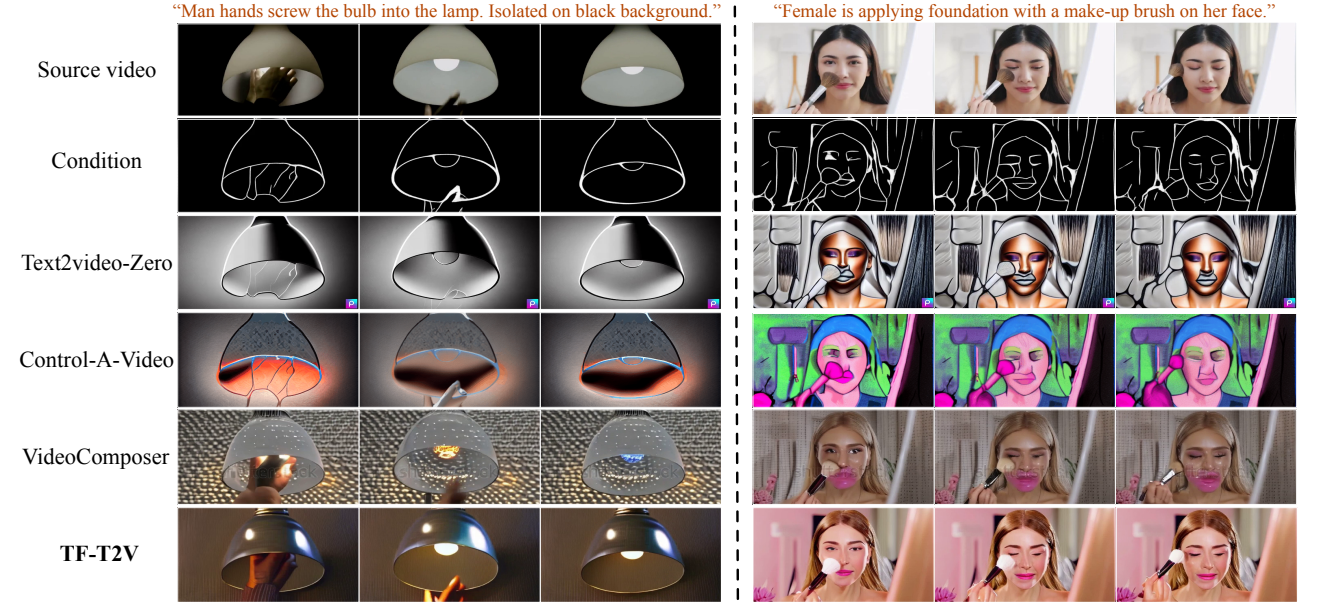 “Man hands screw the bulb into the lamp. Isolated on black background.”
“Female is applying foundation with a make-up brush on her face.”
Source video
Condition
Text2video-Zero
Control-A-Video
VideoComposer
TF-T2V